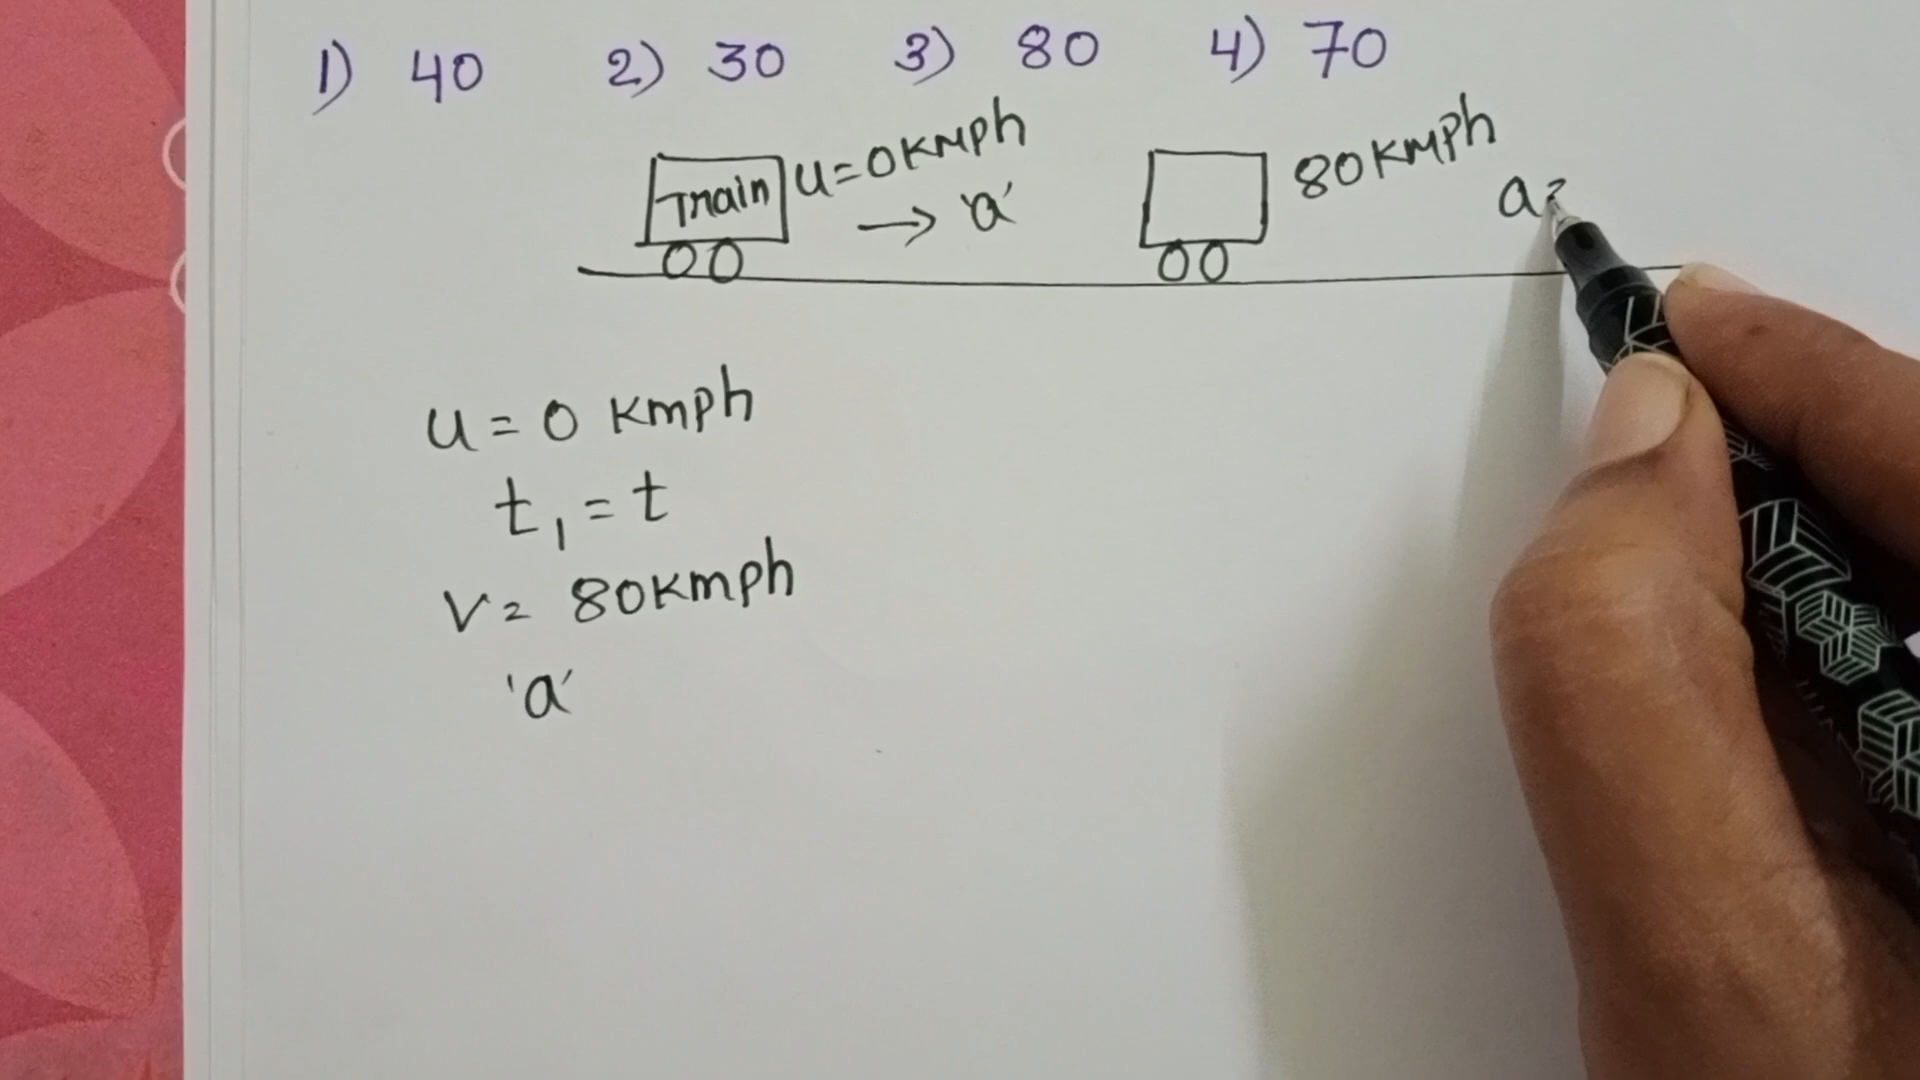 1) 40 2) 30 3) 80 4) 70
Train u=0KMPh 80KMPh
→ 'a' a=
u = 0 Kmph
t₁ = t
V= 80Kmph
'a'